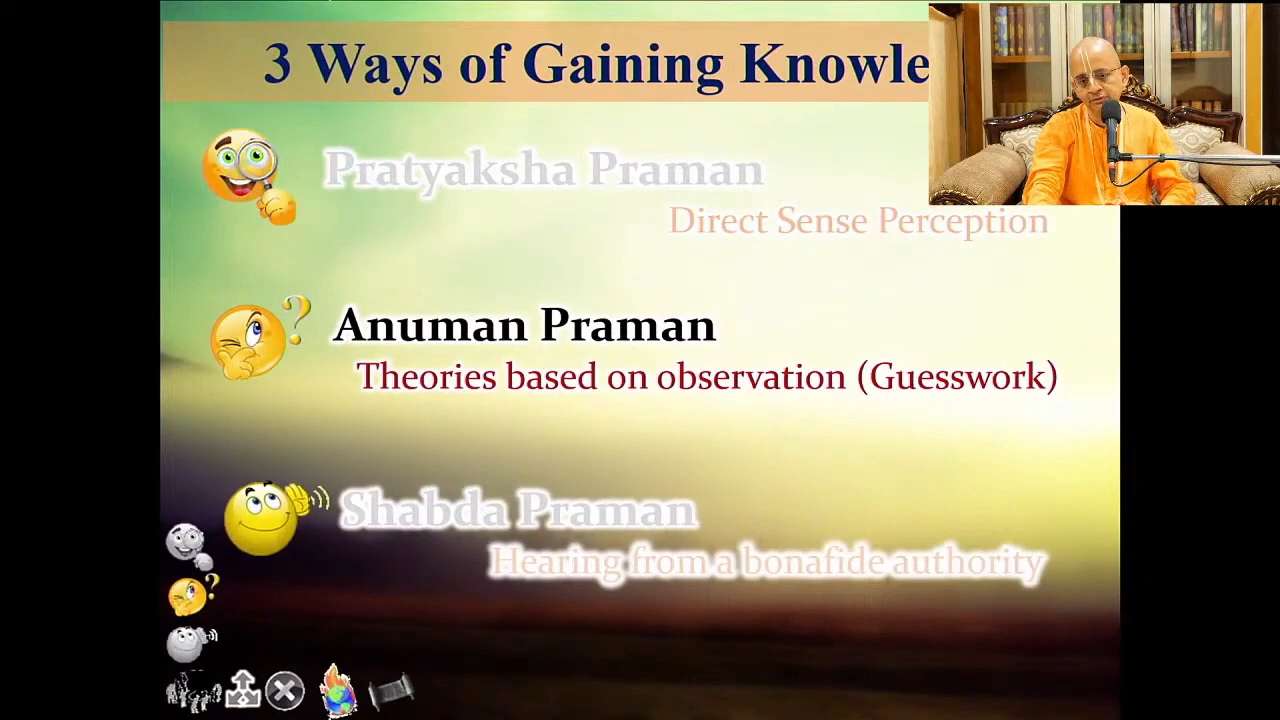 3 Ways of Gaining Knowle
Pratyaksha Praman
Direct Sense Perception
Anuman Praman
Theories based on observation (Guesswork)
Shabda Praman
Hearing from a bonafide authority